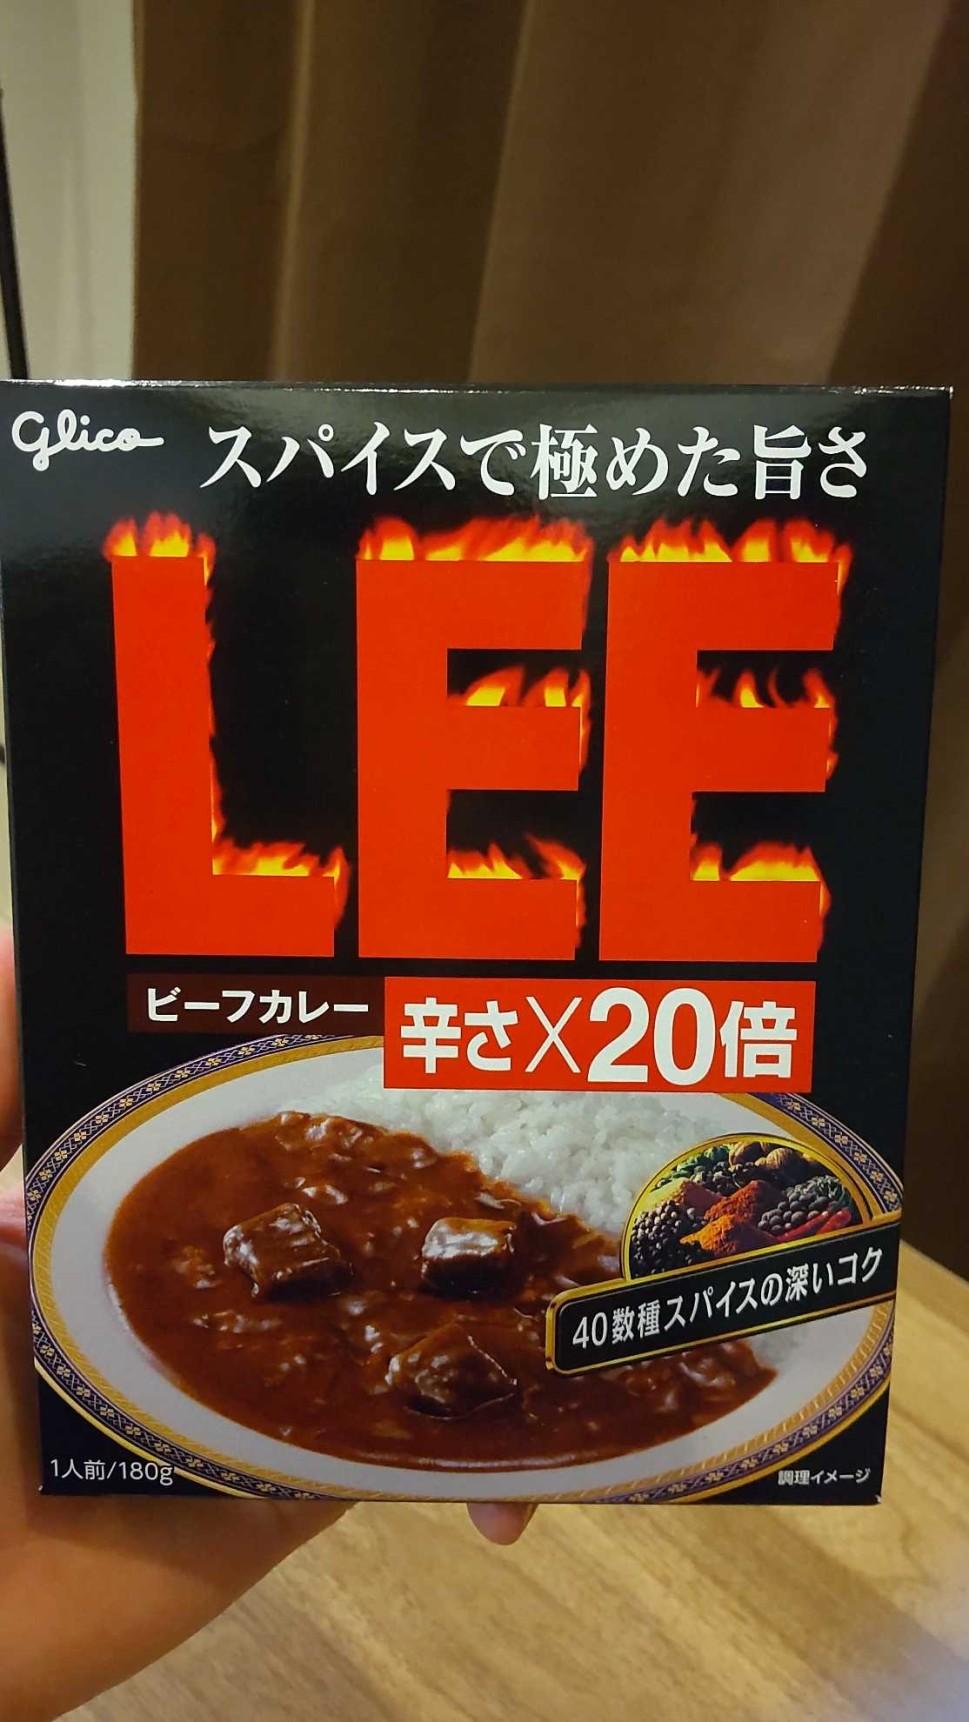 Glico
スパイスで極めた旨さ
LEE
ビーフカレー
辛さ×20倍
40数種スパイスの深いコク
1人前/180g
調理イメージ